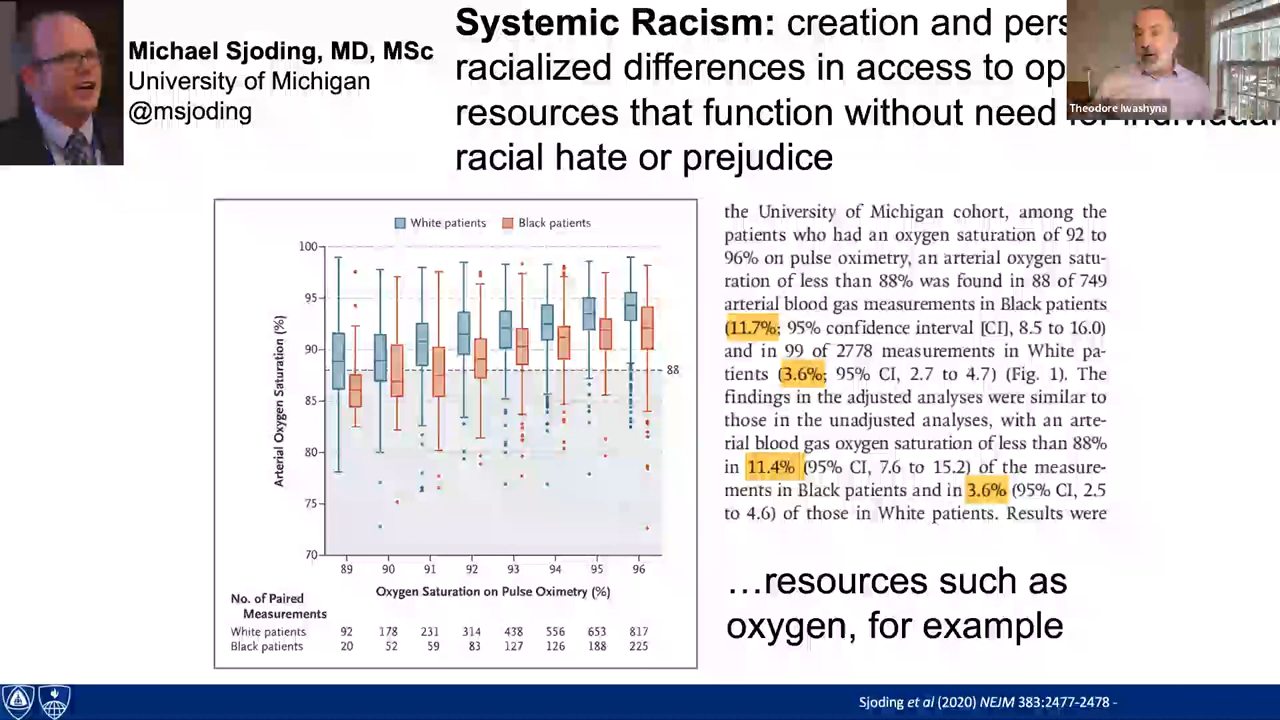 Michael Sjoding, MD, MSc
University of Michigan
@msjoding
Systemic Racism: creation and
racialized differences in access to
resources that function without need
racial hate or prejudice
Theodore Iwashyna
White patients
Black patients
100
95
90
85
80
75
70
88
Arterial Oxygen Saturation (%)
89 90 91 92 93 94 95 96
Oxygen Saturation on Pulse Oximetry (%)
No. of Paired
Measurements
White patients 92 178 231 314 438 556 653 817
Black patients 20 52 59 83 127 126 188 225
the University of Michigan cohort, among the
patients who had an oxygen saturation of 92 to
96% on pulse oximetry, an arterial oxygen satu-
ration of less than 88% was found in 88 of 749
arterial blood gas measurements in Black patients
(11.7%; 95% confidence interval [CI], 8.5 to 16.0)
and in 99 of 2778 measurements in White pa-
tients (3.6%; 95% CI, 2.7 to 4.7) (Fig. 1). The
findings in the adjusted analyses were similar to
those in the unadjusted analyses, with an arte-
rial blood gas oxygen saturation of less than 88%
in 11.4% (95% CI, 7.6 to 15.2) of the measure-
ments in Black patients and in 3.6% (95% CI, 2.5
to 4.6) of those in White patients. Results were
…resources such as
oxygen, for example
Sjoding et al (2020) NEJM 383:2477-2478 -